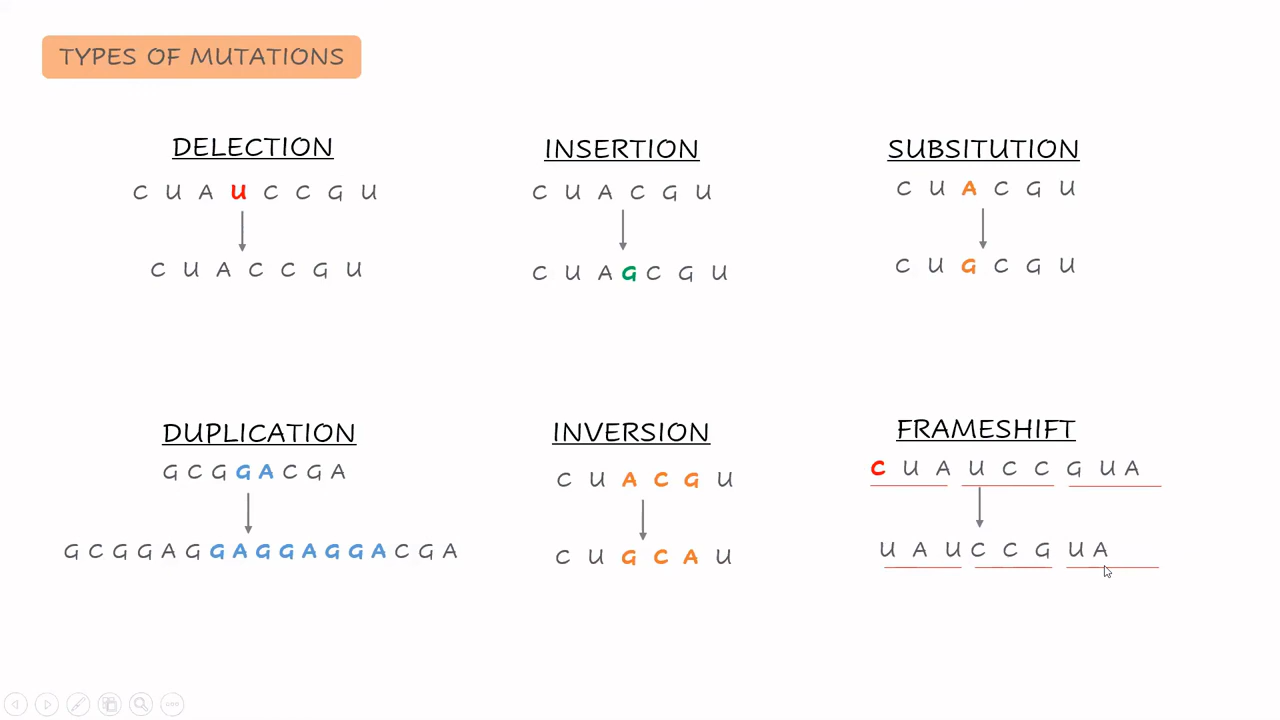 TYPES OF MUTATIONS
DELECTION
C U A U C C G U
C U A C C G U
INSERTION
C U A C G U
C U A G C G U
SUBSITUTION
C U A C G U
C U G C G U
DUPLICATION
G C G G A C G A
G C G G A G G A G G A G G A C G A
INVERSION
C U A C G U
C U G C A U
FRAMESHIFT
C U A U C C G U A
U A U C C G U A